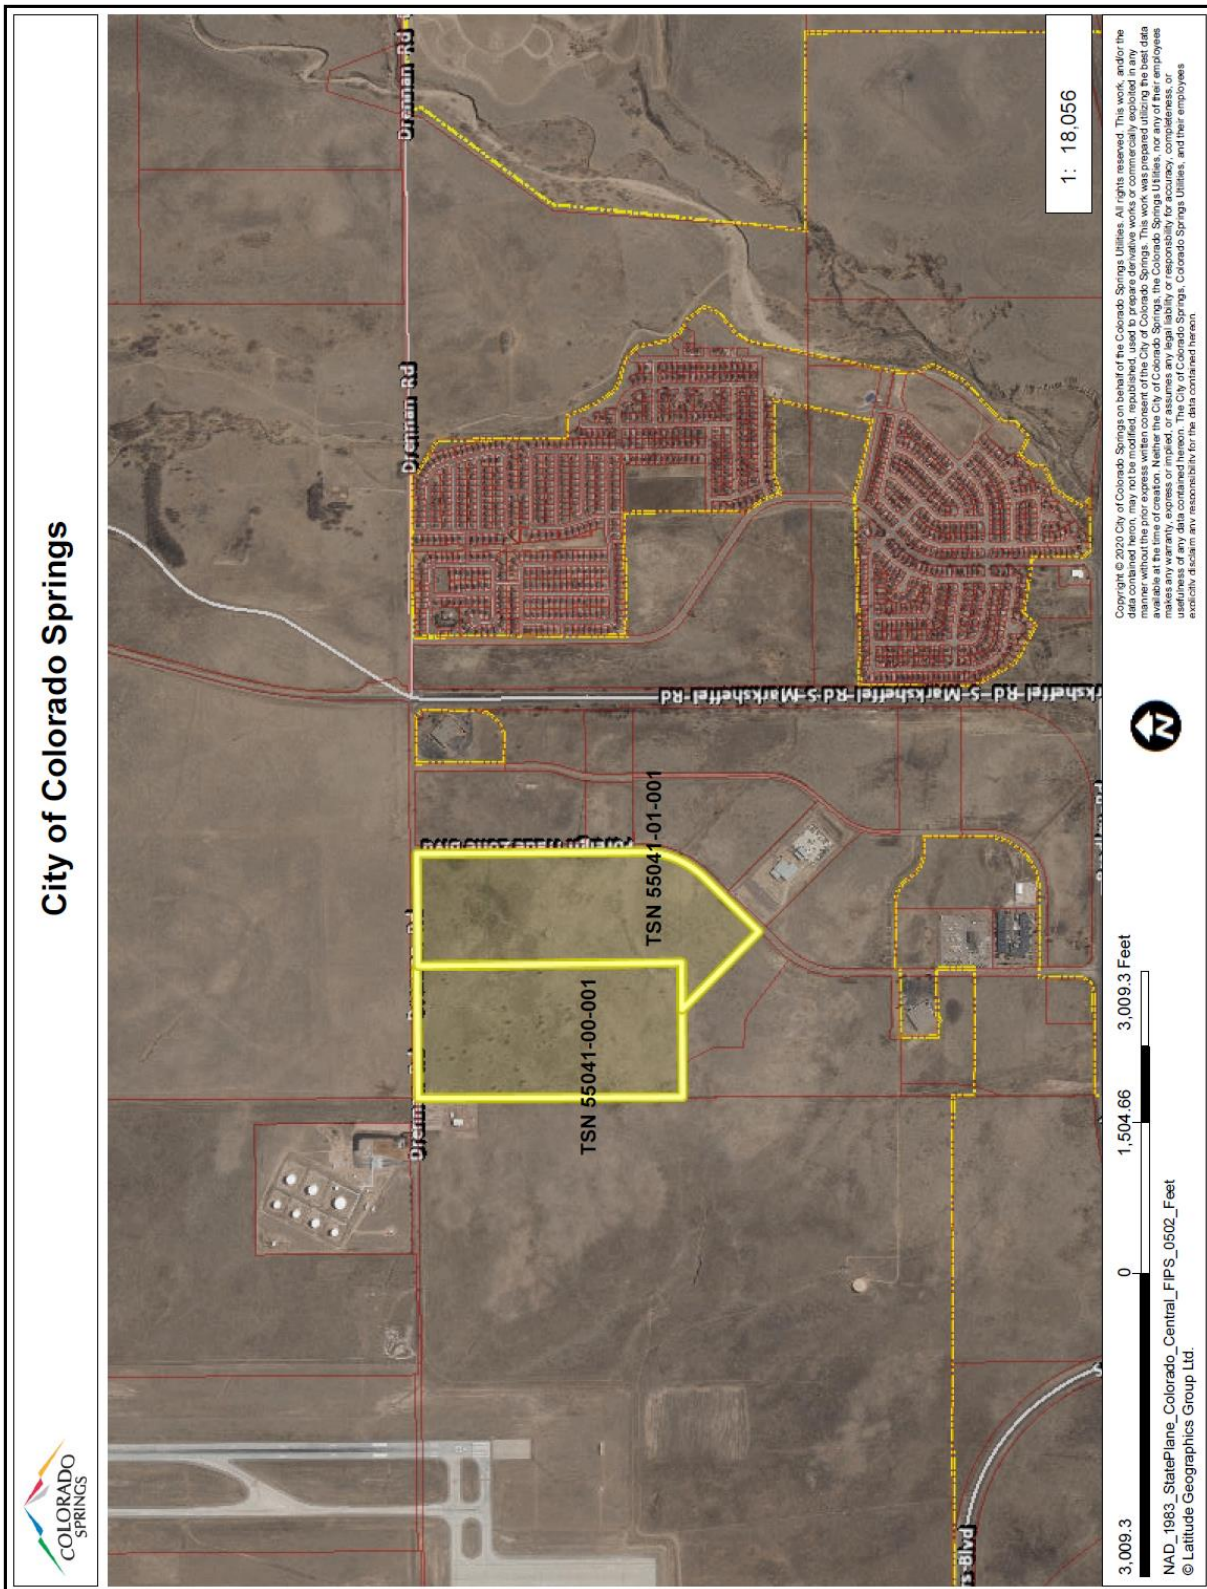 COLORADO
SPRINGS
City of Colorado Springs
Drennan Rd
Drennan Rd
S Marksheffel Rd
S Marksheffel Rd
TSN 55041-01-001
TSN 55041-00-001
s Blvd
1: 18,056
3,009.3
0
1,504.66
3,009.3 Feet
NAD_1983_StatePlane_Colorado_Central_FIPS_0502_Feet
© Latitude Geographics Group Ltd.
N
Copyright © 2020 City of Colorado Springs on behalf of the Colorado Springs Utilities. All rights reserved. This work, and/or the
data contained heron, may not be modified, republished, used to prepare derivative works or commercially exploited in any
manner without the prior express written consent of the City of Colorado Springs. This work was prepared utilizing the best data
available at the time of creation. Neither the City of Colorado Springs, the Colorado Springs Utilities, nor any of their employees
makes any warranty, express or implied, or assumes any legal liability or responsibility for accuracy, completeness, or
usefulness of any data contained hereon. The City of Colorado Springs, Colorado Springs Utilities, and their employees
explicitly disclaim any responsibility for the data contained hereon.